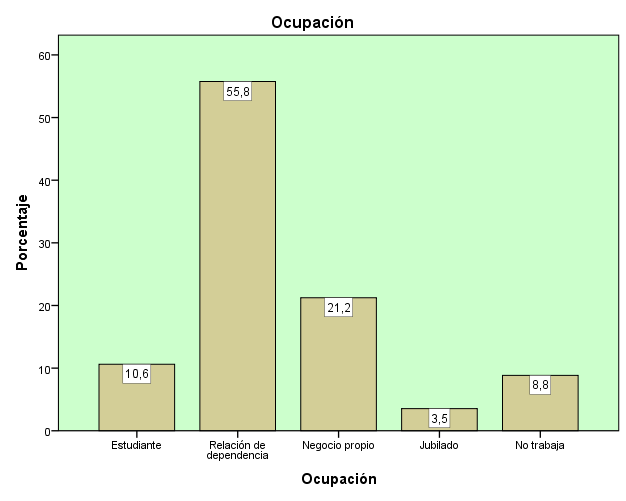 Ocupación
Porcentaje
60
50
40
30
20
10
0
10,6
55,8
21,2
3,5
8,8
Estudiante
Relación de
dependencia
Negocio propio
Jubilado
No trabaja
Ocupación